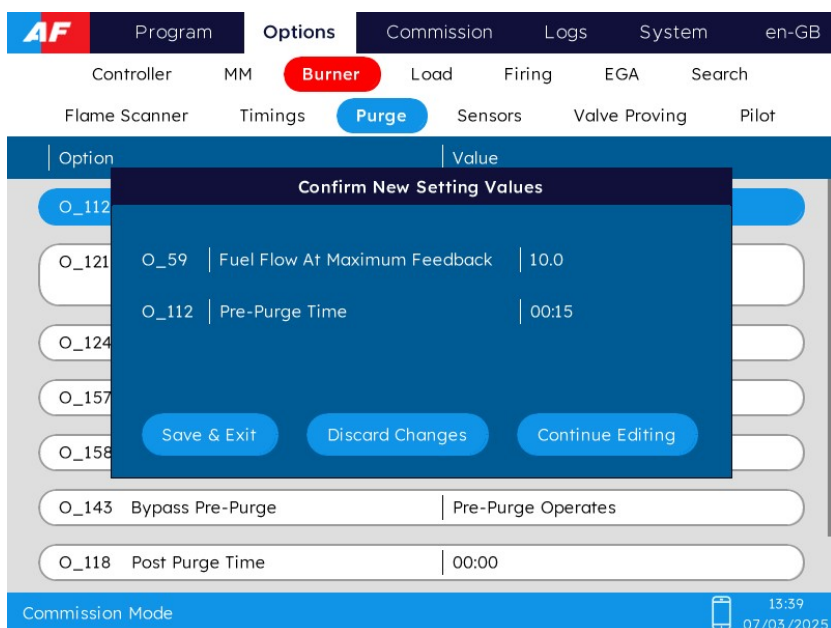 AF Program Options Commission Logs System en-GB
Controller MM Burner Load Firing EGA Search
Flame Scanner Timings Purge Sensors Valve Proving Pilot
Option Value
Confirm New Setting Values
O_112
O_121
O_59 Fuel Flow At Maximum Feedback 10.0
O_112 Pre-Purge Time 00:15
O_124
O_157
Save & Exit Discard Changes Continue Editing
O_158
O_143 Bypass Pre-Purge Pre-Purge Operates
O_118 Post Purge Time 00:00
Commission Mode
13:39
07/03/2025